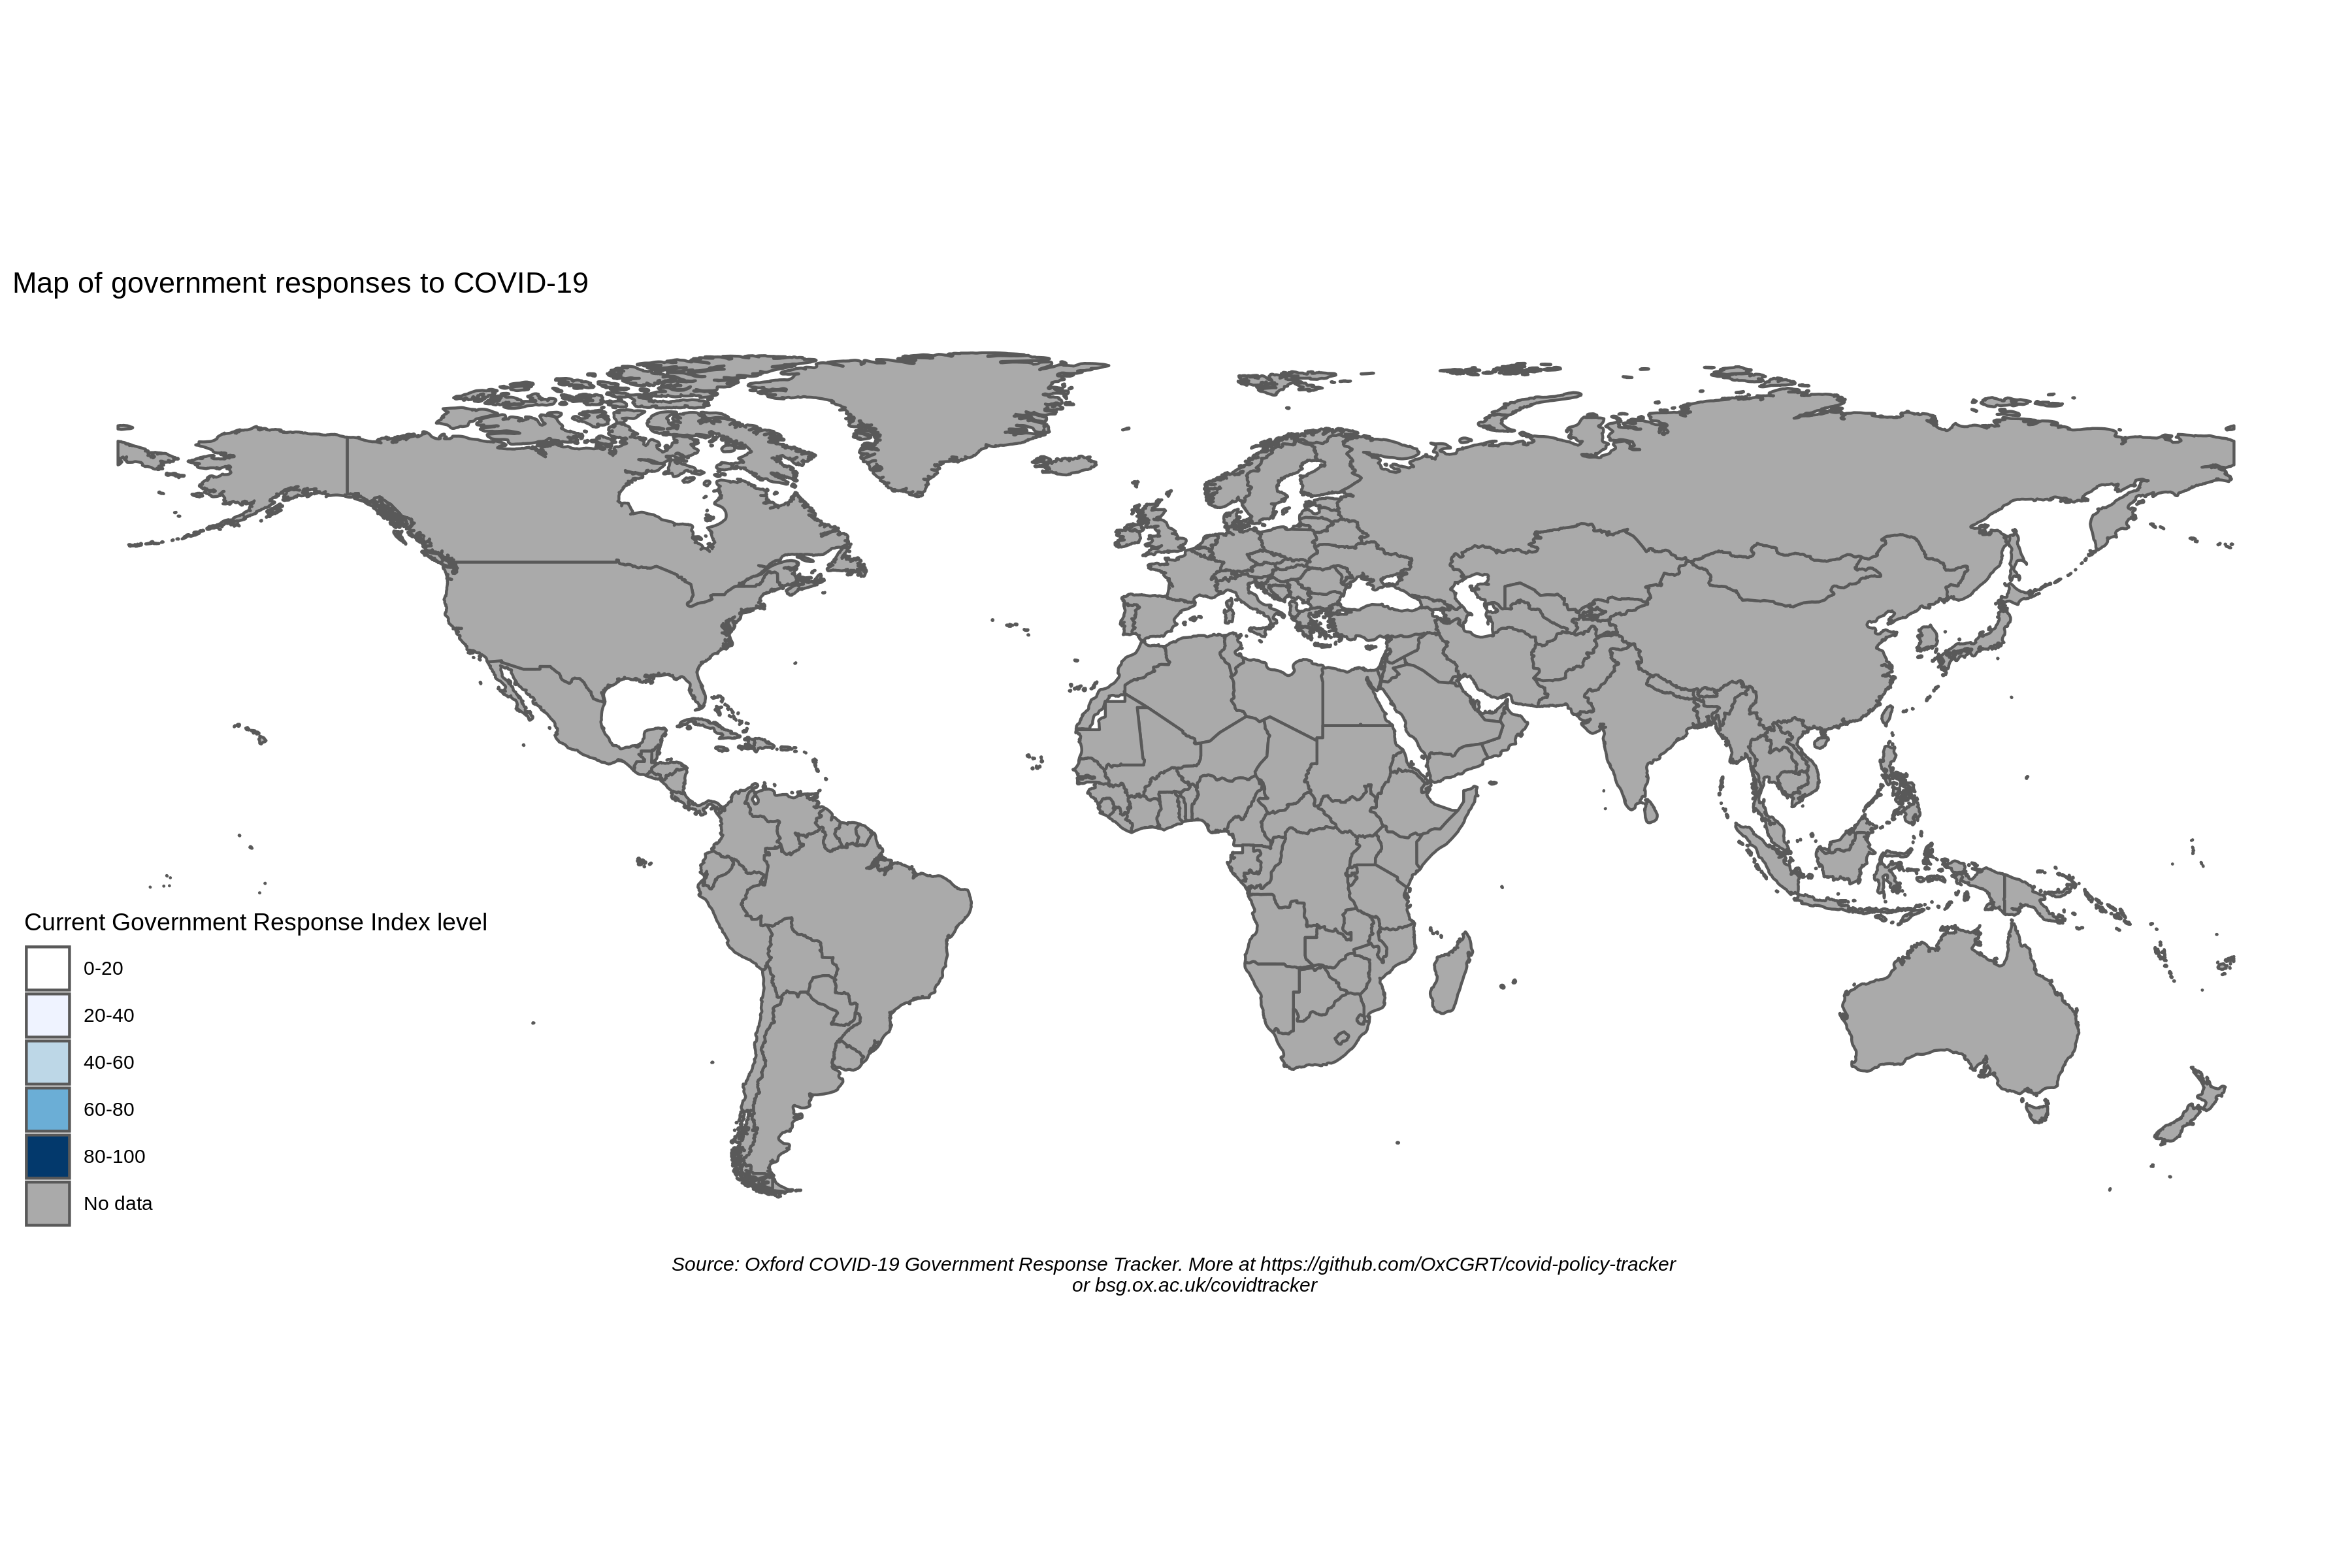 Map of government responses to COVID-19
Current Government Response Index level
0-20
20-40
40-60
60-80
80-100
No data
Source: Oxford COVID-19 Government Response Tracker. More at https://github.com/OxCGRT/covid-policy-tracker
or bsg.ox.ac.uk/covidtracker